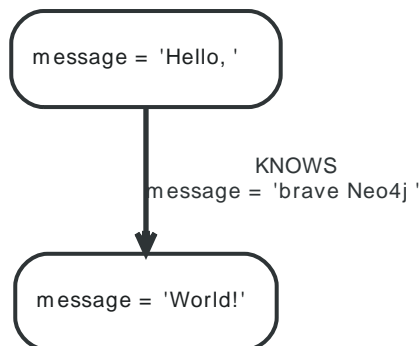 message = 'Hello, '
KNOWS
message = 'brave Neo4j '
message = 'World!'